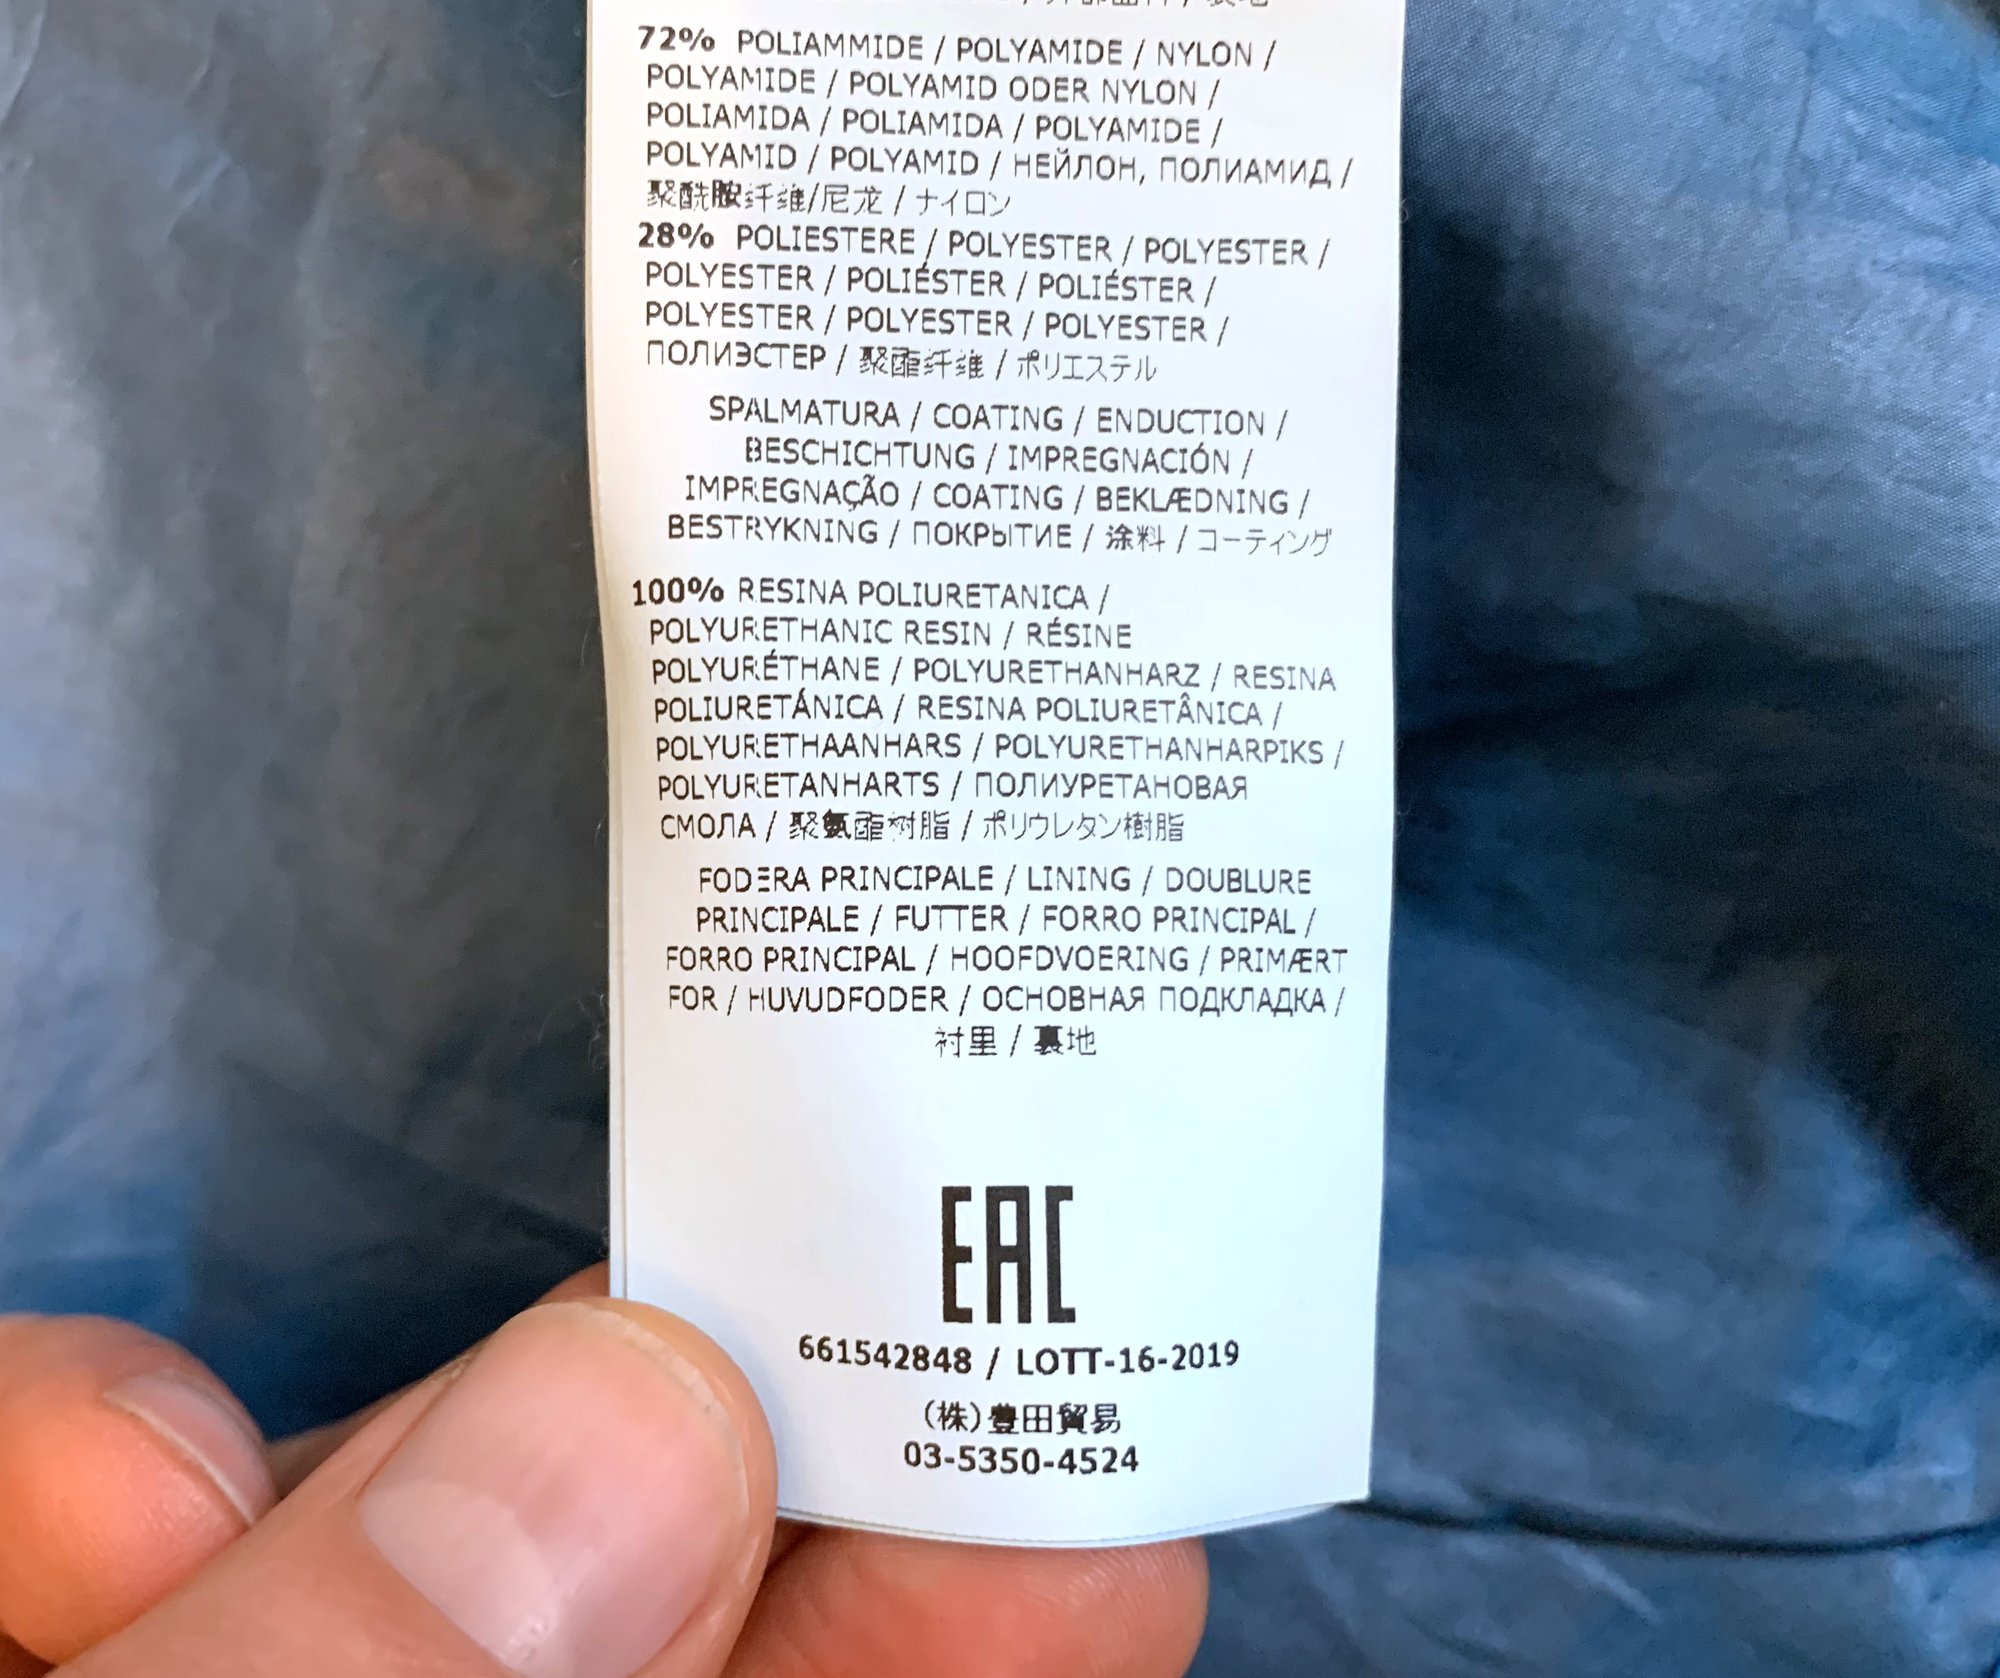 72% POLIAMMIDE / POLYAMIDE / NYLON /
POLYAMIDE / POLYAMID ODER NYLON /
POLIAMIDA / POLIAMIDA / POLYAMIDE /
POLYAMID / POLYAMID / НЕЙЛОН, ПОЛИАМИД /
聚酰胺纤维/尼龙 / ナイロン
28% POLIESTERE / POLYESTER / POLYESTER /
POLYESTER / POLIÉSTER / POLIÉSTER /
POLYESTER / POLYESTER / POLYESTER /
ПОЛИЭСТЕР / 聚酯纤维 / ポリエステル
SPALMATURA / COATING / ENDUCTION /
BESCHICHTUNG / IMPREGNACIÓN /
IMPREGNAÇÃO / COATING / BEKLÆDNING /
BESTRYKNING / ПОКРЫТИЕ / 涂料 / コーティング
100% RESINA POLIURETANICA /
POLYURETHANIC RESIN / RÉSINE
POLYURÉTHANE / POLYURETHANHARZ / RESINA
POLIURETÁNICA / RESINA POLIURETÂNICA /
POLYURETHAANHARS / POLYURETHANHARPIKS /
POLYURETANHARTS / ПОЛИУРЕТАНОВАЯ
СМОЛА / 聚氨酯树脂 / ポリウレタン樹脂
FODERA PRINCIPALE / LINING / DOUBLURE
PRINCIPALE / FUTTER / FORRO PRINCIPAL /
FORRO PRINCIPAL / HOOFDVOERING / PRIMÆRT
FOR / HUVUDFODER / ОСНОВНАЯ ПОДКЛАДКА /
衬里 / 裏地
EAC
661542848 / LOTT-16-2019
(株)豊田貿易
03-5350-4524